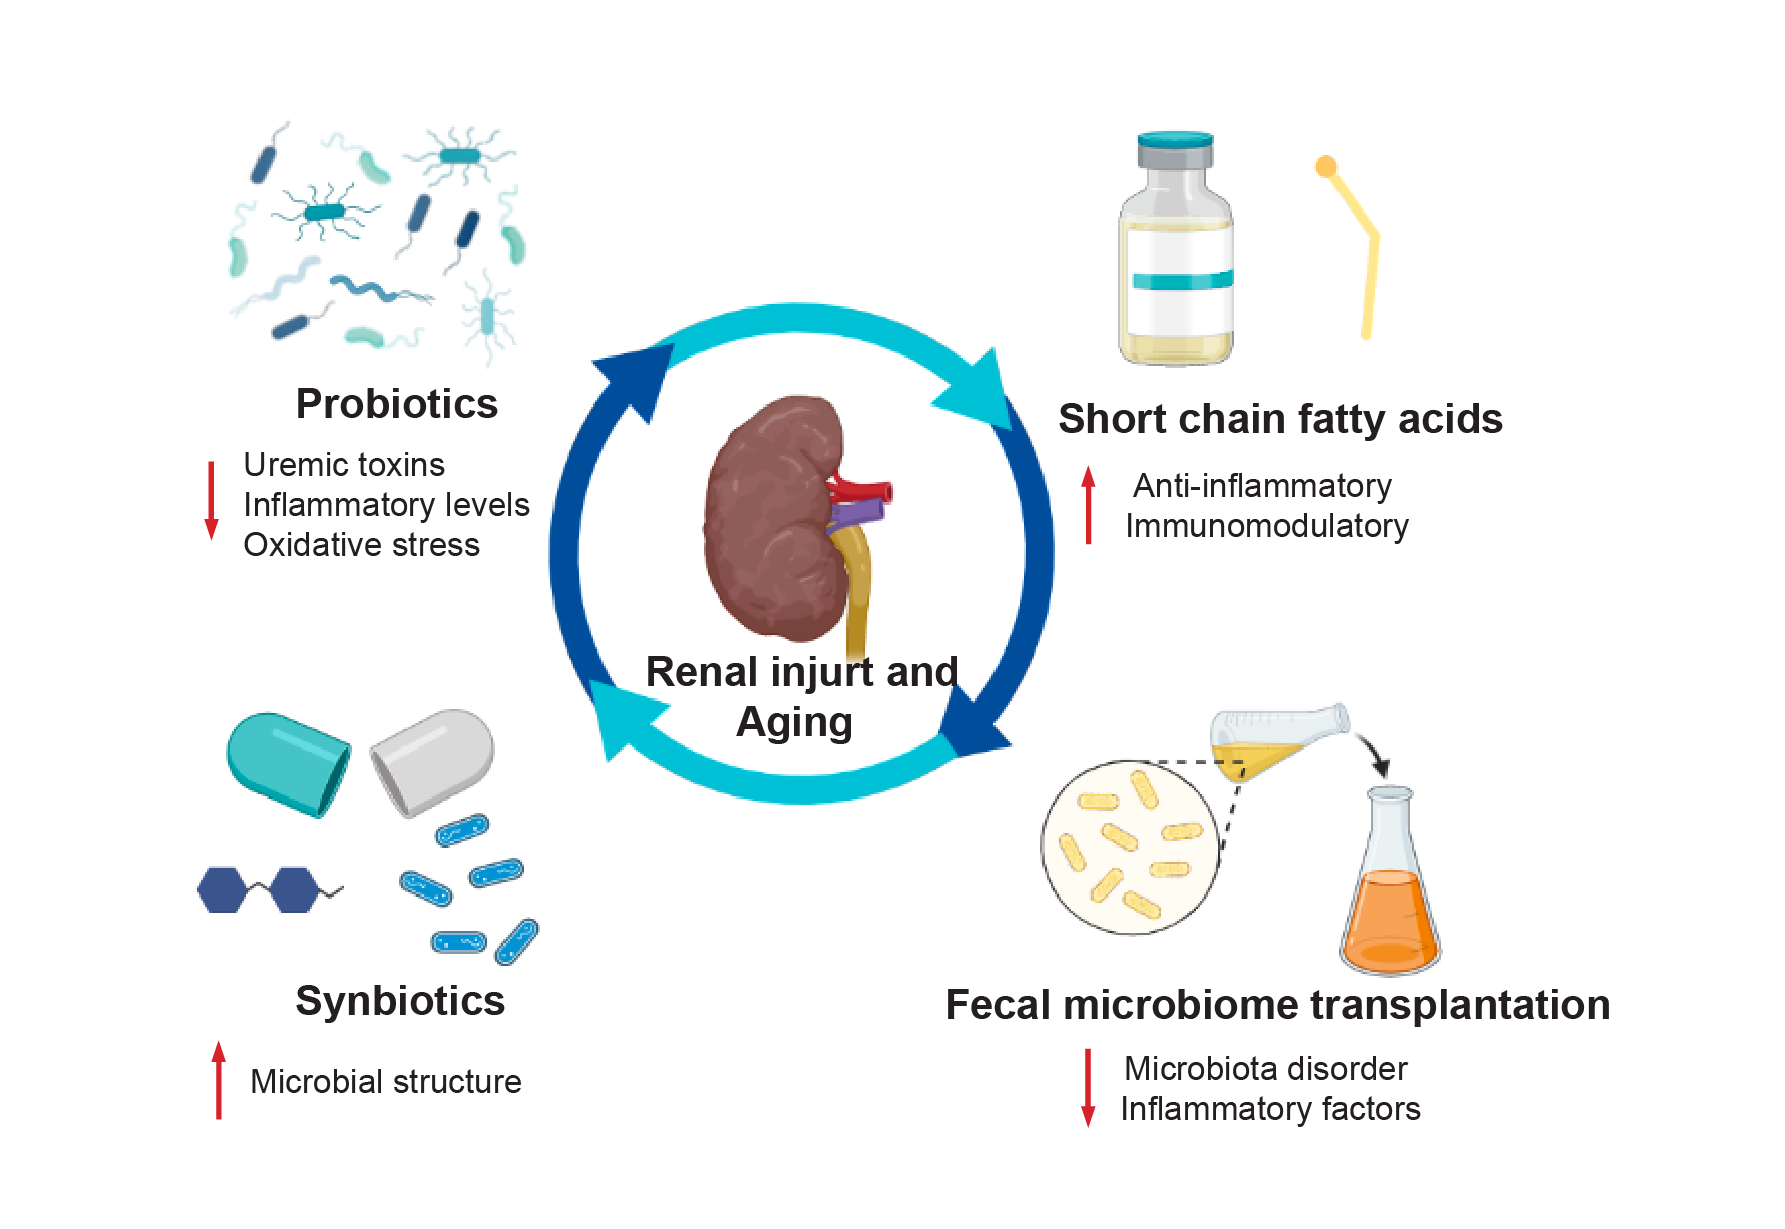 Probiotics
Uremic toxins
Inflammatory levels
Oxidative stress
Short chain fatty acids
Anti-inflammatory
Immunomodulatory
Renal injurt and
Aging
Synbiotics
Microbial structure
Fecal microbiome transplantation
Microbiota disorder
Inflammatory factors